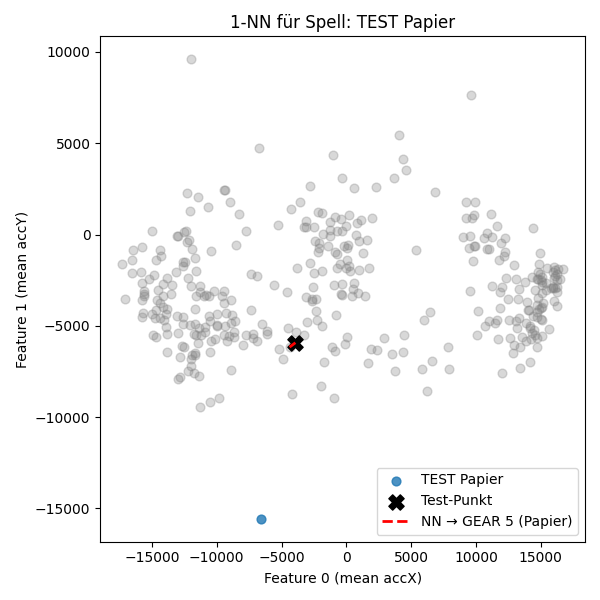 1-NN für Spell: TEST Papier
Feature 1 (mean accY)
10000
5000
0
−5000
−10000
−15000
−15000 −10000 −5000 0 5000 10000 15000
Feature 0 (mean accX)
TEST Papier
Test-Punkt
NN → GEAR 5 (Papier)